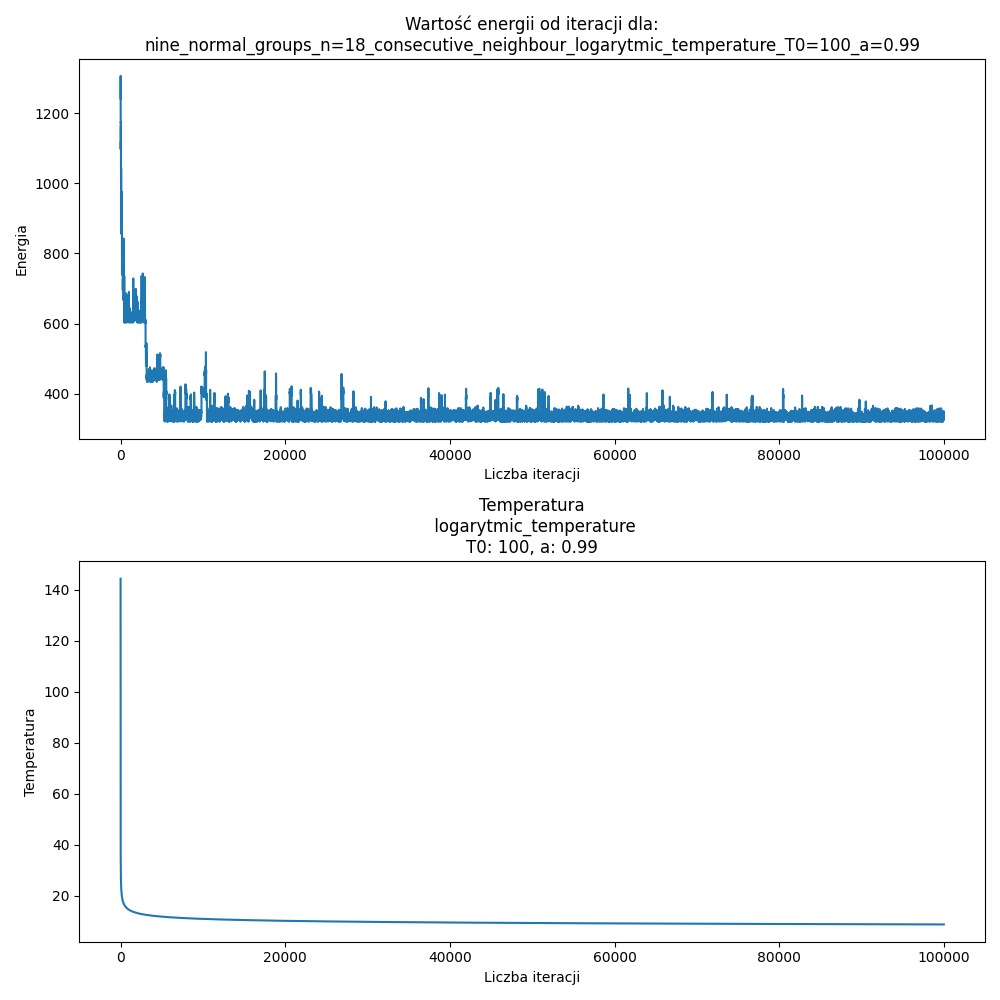 Wartość energii od iteracji dla:
nine_normal_groups_n=18_consecutive_neighbour_logarytmic_temperature_T0=100_a=0.99
1200
1000
800
600
400
Energia
0
20000
40000
60000
80000
100000
Liczba iteracji
Temperatura
logarytmic_temperature
T0: 100, a: 0.99
140
120
100
80
60
40
20
Temperatura
0
20000
40000
60000
80000
100000
Liczba iteracji